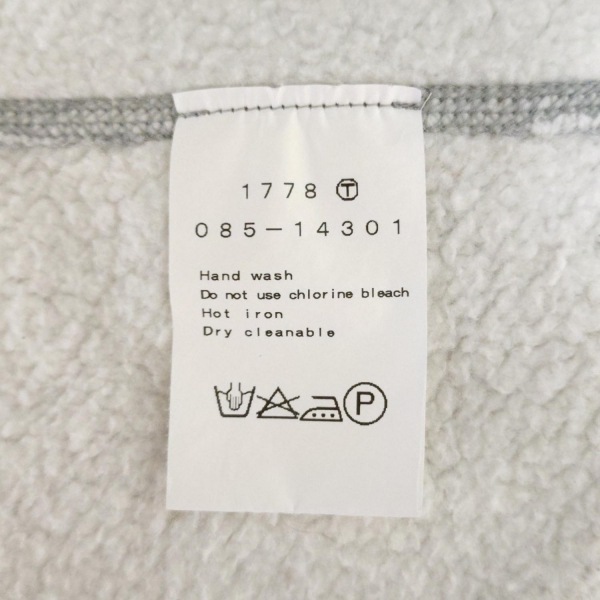 1778 Ⓣ
085-14301
Hand wash
Do not use chlorine bleach
Hot iron
Dry cleanable
P